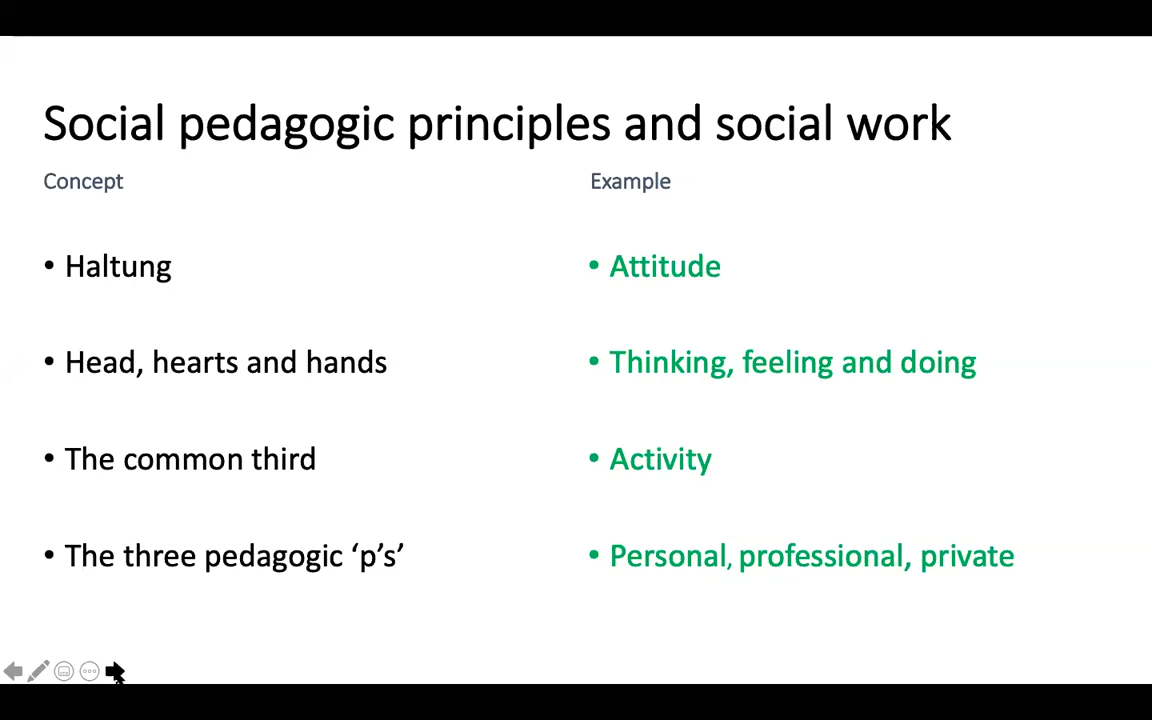 Social pedagogic principles and social work
Concept
Example
• Haltung
• Attitude
• Head, hearts and hands
• Thinking, feeling and doing
• The common third
• Activity
• The three pedagogic ‘p’s’
• Personal, professional, private